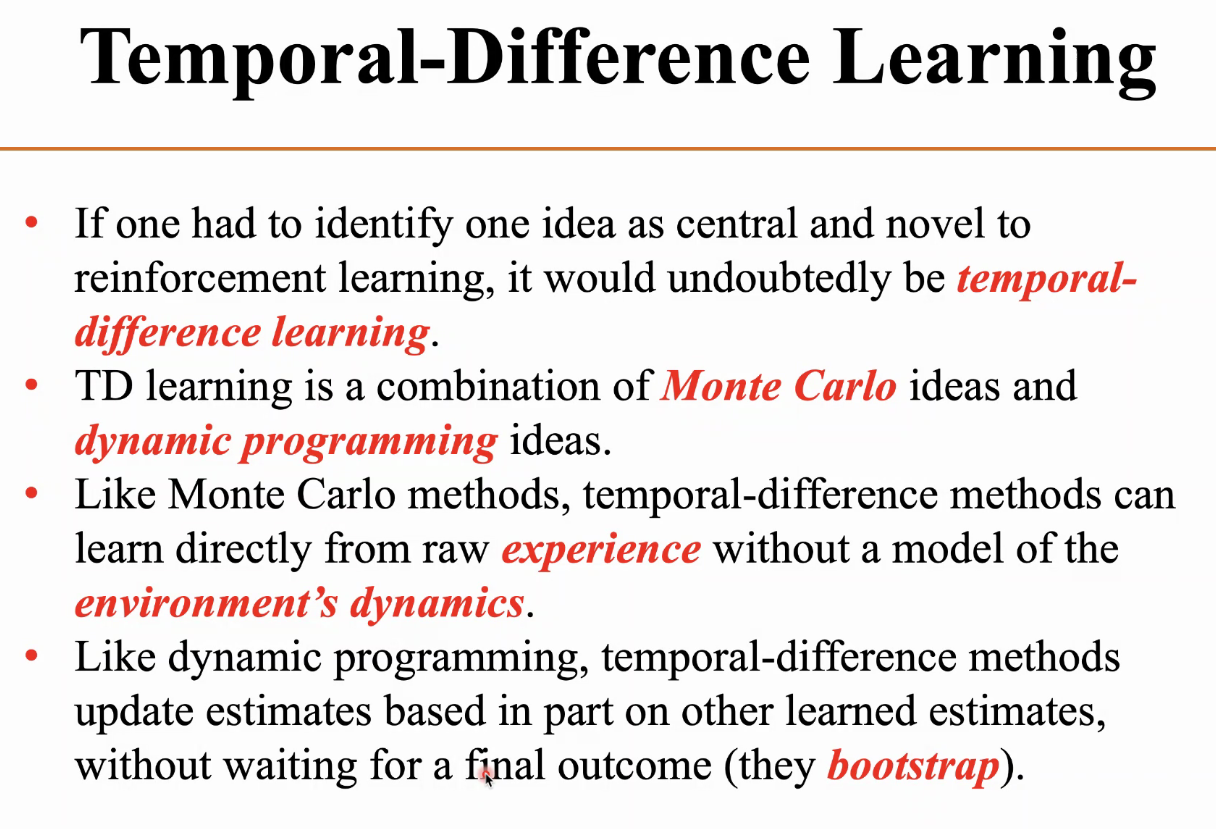 Temporal-Difference Learning
• If one had to identify one idea as central and novel to
reinforcement learning, it would undoubtedly be temporal-
difference learning.
• TD learning is a combination of Monte Carlo ideas and
dynamic programming ideas.
• Like Monte Carlo methods, temporal-difference methods can
learn directly from raw experience without a model of the
environment’s dynamics.
• Like dynamic programming, temporal-difference methods
update estimates based in part on other learned estimates,
without waiting for a final outcome (they bootstrap).